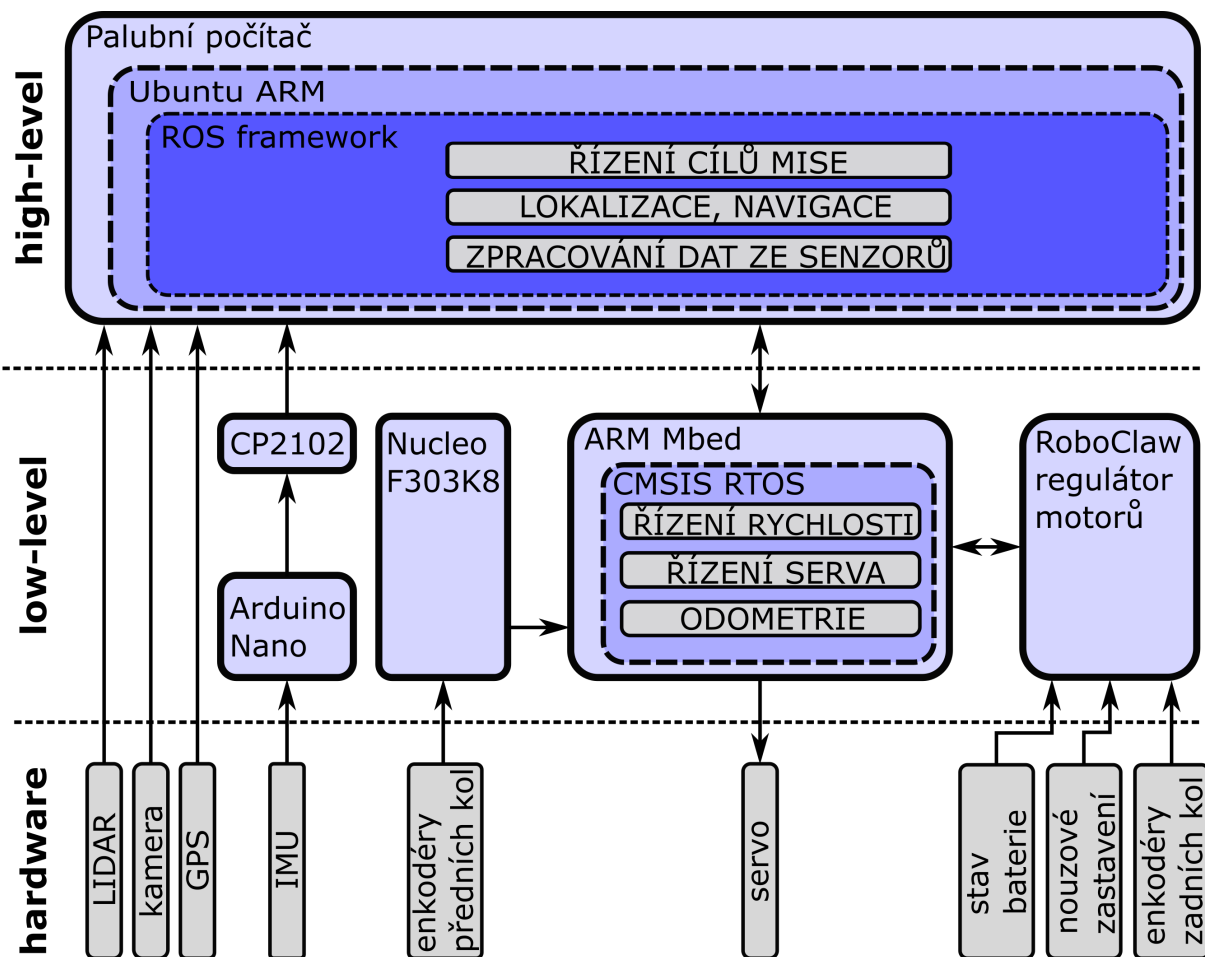 high-level
Palubní počítač
Ubuntu ARM
ROS framework
ŘÍZENÍ CÍLŮ MISE
LOKALIZACE, NAVIGACE
ZPRACOVÁNÍ DAT ZE SENZORŮ
low-level
CP2102
Arduino
Nano
Nucleo
F303K8
ARM Mbed
CMSIS RTOS
ŘÍZENÍ RYCHLOSTI
ŘÍZENÍ SERVA
ODOMETRIE
RoboClaw
regulátor
motorů
hardware
LIDAR
kamera
GPS
IMU
enkodéry
předních kol
servo
stav
baterie
nouzové
zastavení
enkodéry
zadních kol